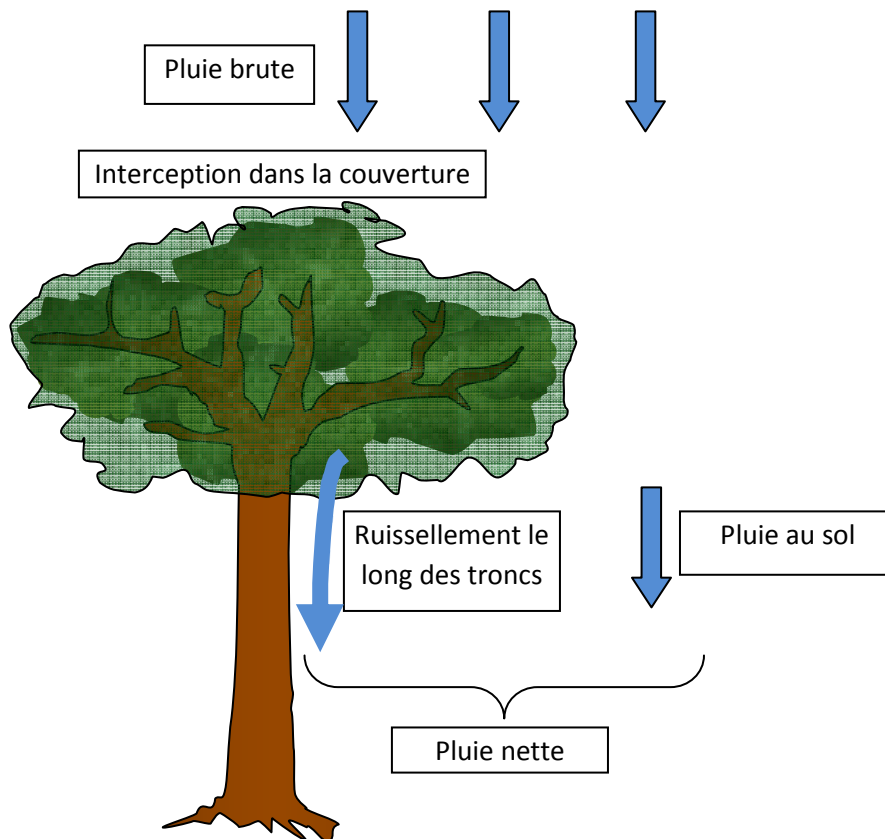 Pluie brute
Interception dans la couverture
Ruissellement le
long des troncs
Pluie au sol
Pluie nette